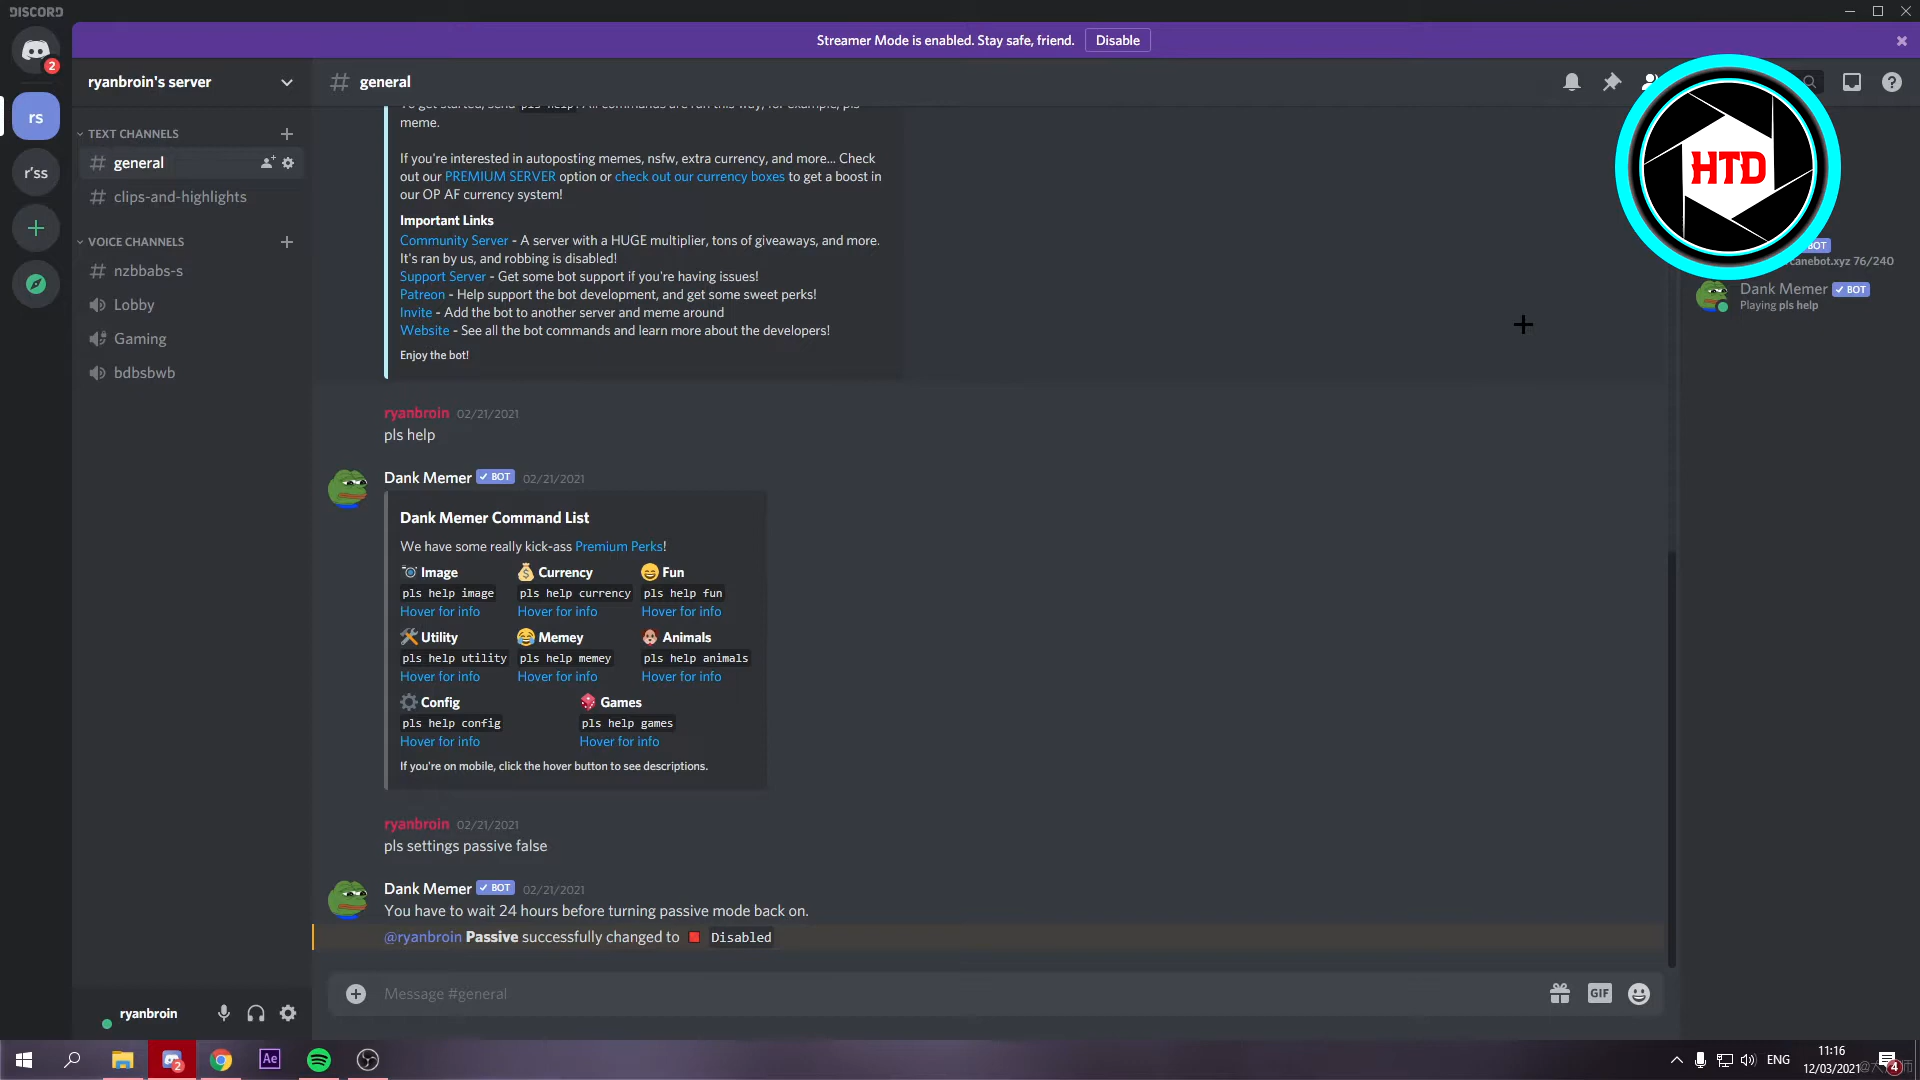 DISCORD
Streamer Mode is enabled. Stay safe, friend.
Disable
2
ryanbroin's server
general
rs
TEXT CHANNELS
general
r'ss
clips-and-highlights
VOICE CHANNELS
nzbbabs-s
Lobby
Gaming
bdbsbwb
meme.
If you're interested in autoposting memes, nsfw, extra currency, and more... Check
out our PREMIUM SERVER option or check out our currency boxes to get a boost in
our OP AF currency system!
Important Links
Community Server - A server with a HUGE multiplier, tons of giveaways, and more.
It's ran by us, and robbing is disabled!
Support Server - Get some bot support if you're having issues!
Patreon - Help support the bot development, and get some sweet perks!
Invite - Add the bot to another server and meme around
Website - See all the bot commands and learn more about the developers!
Enjoy the bot!
ryanbroin 02/21/2021
pls help
Dank Memer BOT 02/21/2021
Dank Memer Command List
We have some really kick-ass Premium Perks!
Image Currency Fun
pls help image pls help currency pls help fun
Hover for info Hover for info Hover for info
Utility Memey Animals
pls help utility pls help memey pls help animals
Hover for info Hover for info Hover for info
Config Games
pls help config pls help games
Hover for info Hover for info
If you're on mobile, click the hover button to see descriptions.
ryanbroin 02/21/2021
pls settings passive false
Dank Memer BOT 02/21/2021
You have to wait 24 hours before turning passive mode back on.
@ryanbroin Passive successfully changed to Disabled
Message #general
GIF
HTD
BOT
canebot.xyz 76/240
Dank Memer BOT
Playing pls help
ryanbroin
2
Ae
ENG
11:16
12/03/2021
4